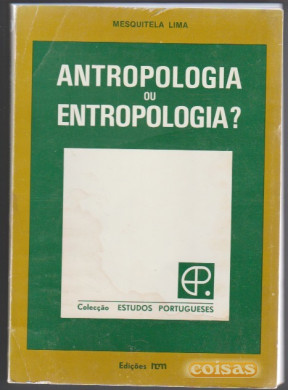 MESQUITELA LIMA
ANTROPOLOGIA
OU
ENTROPOLOGIA?
EP.
Colecção ESTUDOS PORTUGUESES
Edições
coisas